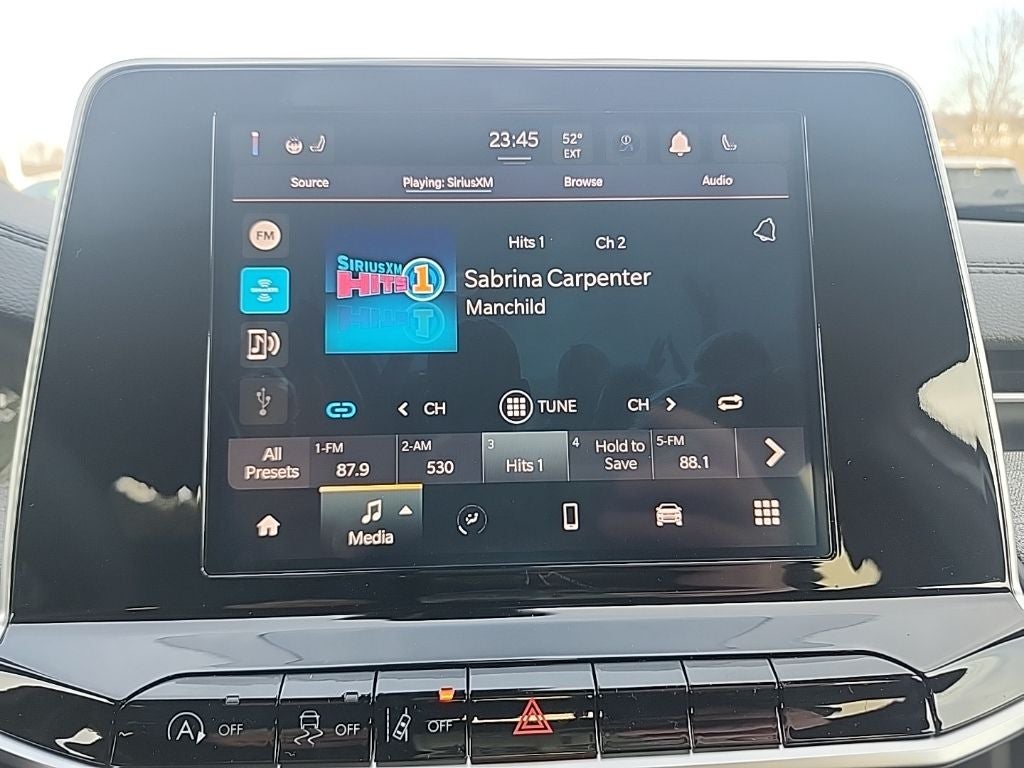 23:45
52°
EXT
Source
Playing: SiriusXM
Browse
Audio
FM
Hits 1
Ch 2
SIRIUSXM
HITS 1
Sabrina Carpenter
Manchild
CH
TUNE
CH
All
Presets
1-FM
87.9
2-AM
530
3
Hits 1
4
Hold to
Save
5-FM
88.1
Media
A
OFF
OFF
OFF